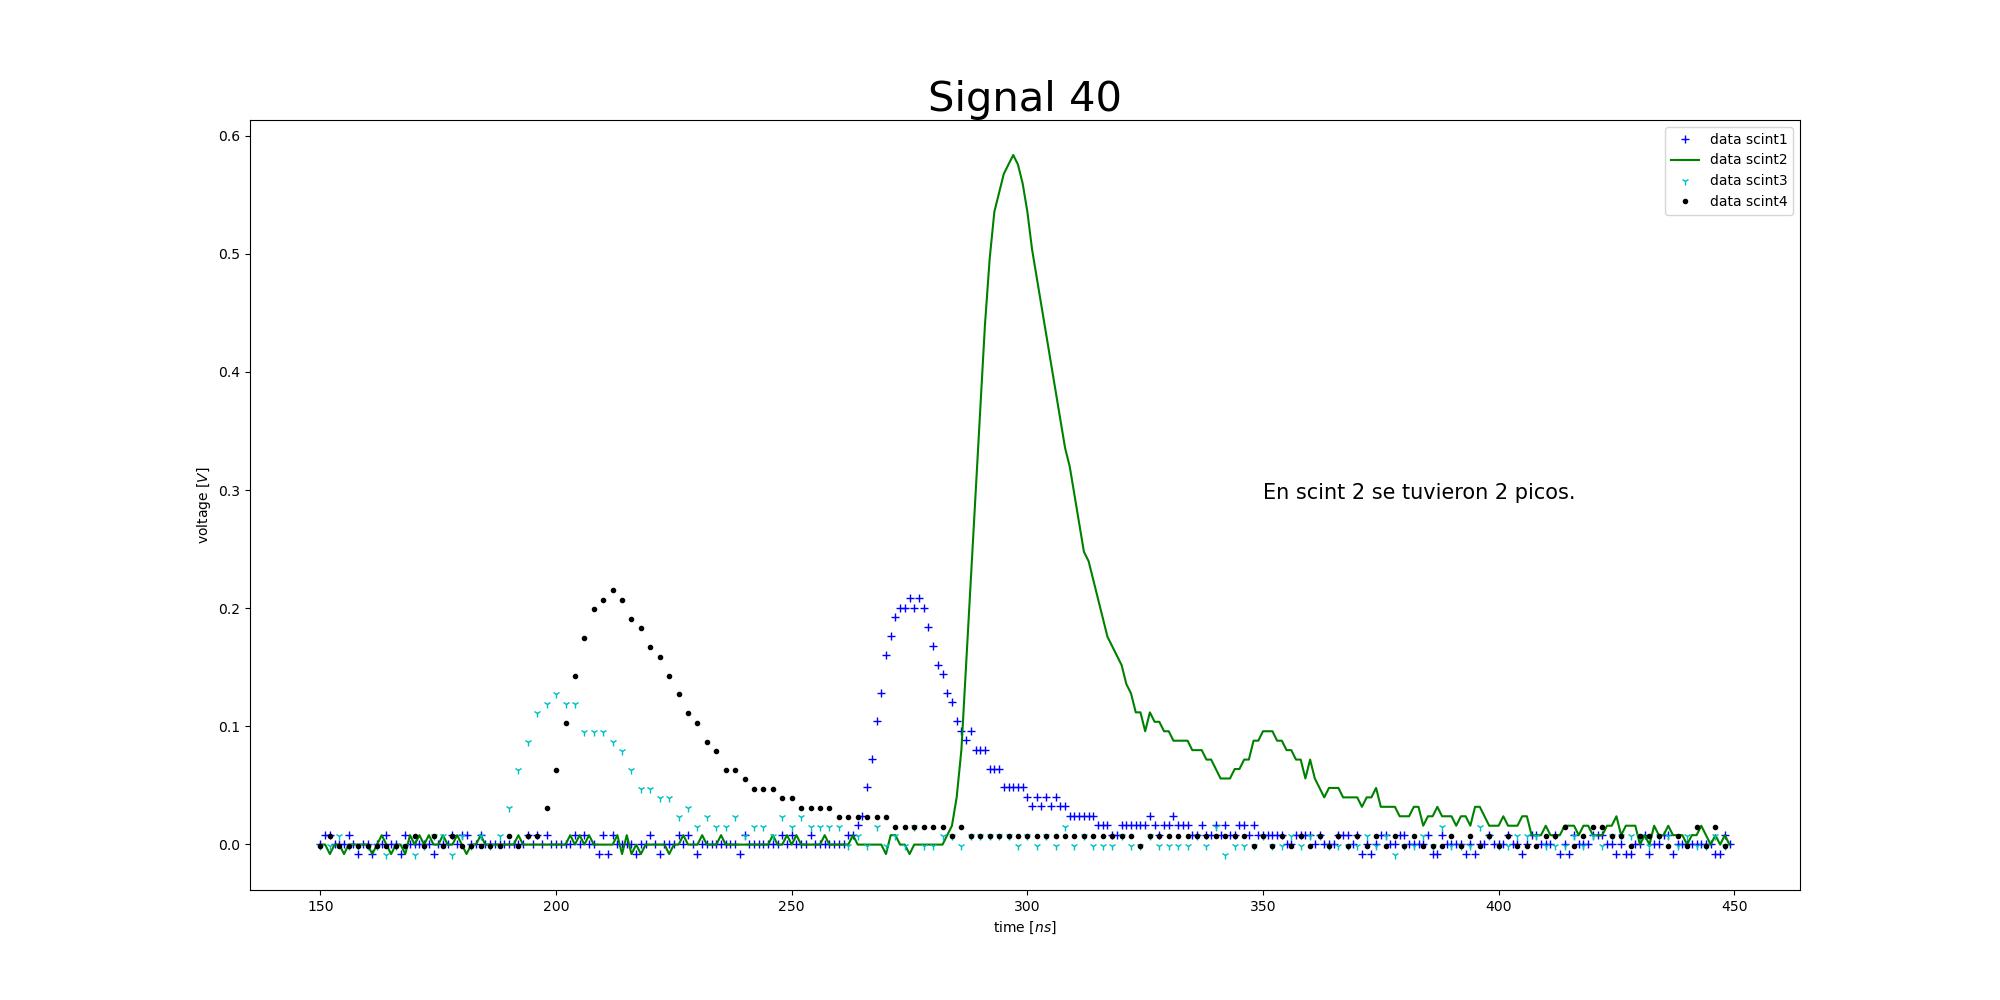 Signal 40
0.6
0.5
0.4
0.3
0.2
0.1
0.0
voltage [V]
data scint1
data scint2
data scint3
data scint4
En scint 2 se tuvieron 2 picos.
150 200 250 300 350 400 450
time [ns]